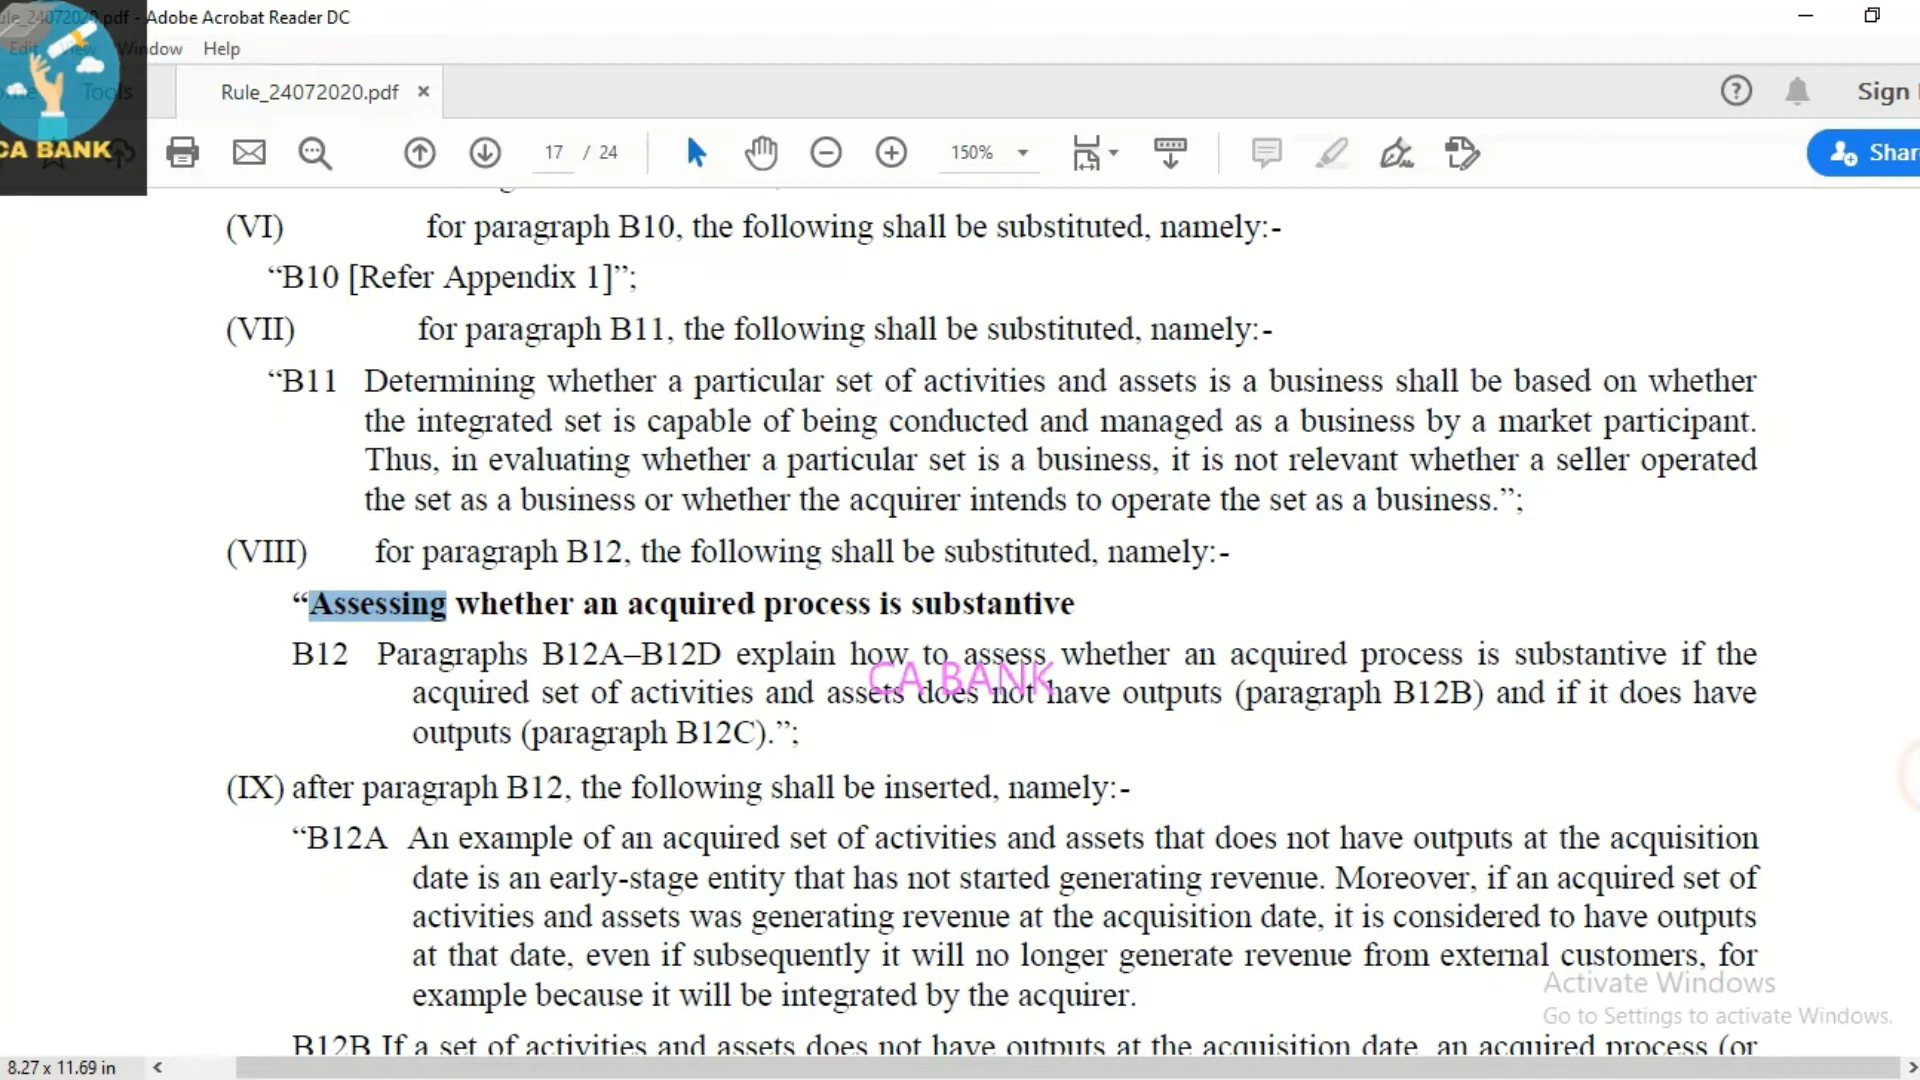 ule_24072020.pdf - Adobe Acrobat Reader DC
Edit View Window Help
Tools
Rule_24072020.pdf ×
Sign
CA BANK
17 / 24
150%
Shar
(VI) for paragraph B10, the following shall be substituted, namely:-
“B10 [Refer Appendix 1]”;
(VII) for paragraph B11, the following shall be substituted, namely:-
“B11 Determining whether a particular set of activities and assets is a business shall be based on whether
the integrated set is capable of being conducted and managed as a business by a market participant.
Thus, in evaluating whether a particular set is a business, it is not relevant whether a seller operated
the set as a business or whether the acquirer intends to operate the set as a business.”;
(VIII) for paragraph B12, the following shall be substituted, namely:-
“Assessing whether an acquired process is substantive
B12 Paragraphs B12A–B12D explain how to assess whether an acquired process is substantive if the
CA BANK
acquired set of activities and assets does not have outputs (paragraph B12B) and if it does have
outputs (paragraph B12C).”;
(IX) after paragraph B12, the following shall be inserted, namely:-
“B12A An example of an acquired set of activities and assets that does not have outputs at the acquisition
date is an early-stage entity that has not started generating revenue. Moreover, if an acquired set of
activities and assets was generating revenue at the acquisition date, it is considered to have outputs
at that date, even if subsequently it will no longer generate revenue from external customers, for
example because it will be integrated by the acquirer.
Activate Windows
Go to Settings to activate Windows.
B12B If a set of activities and assets does not have outputs at the acquisition date, an acquired process (or
8.27 x 11.69 in